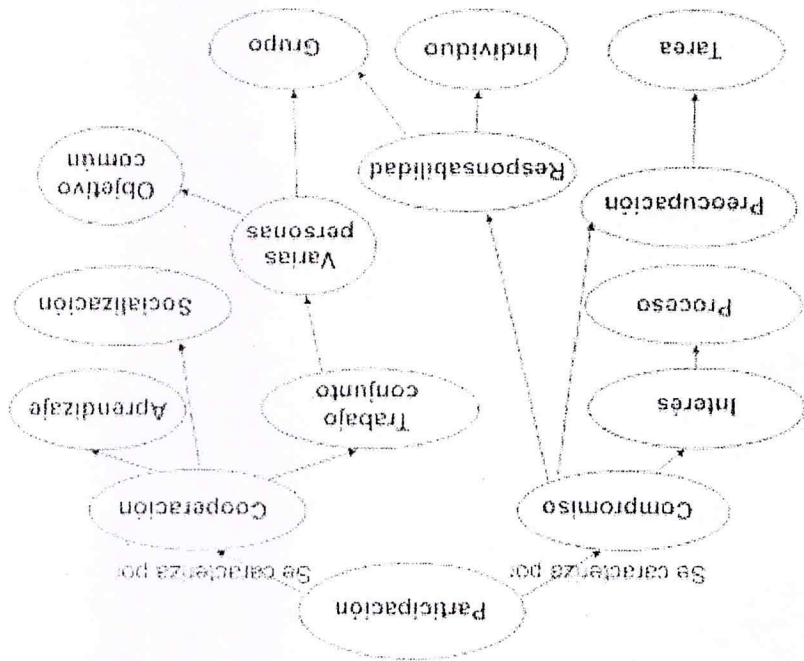 Participación
Se caracteriza por:
Se caracteriza por:
Compromiso
Cooperación
Interés
Trabajo
conjunto
Aprendizaje
Proceso
Socialización
Preocupación
Responsabilidad
Varias
personas
Objetivo
común
Tarea
Individuo
Grupo